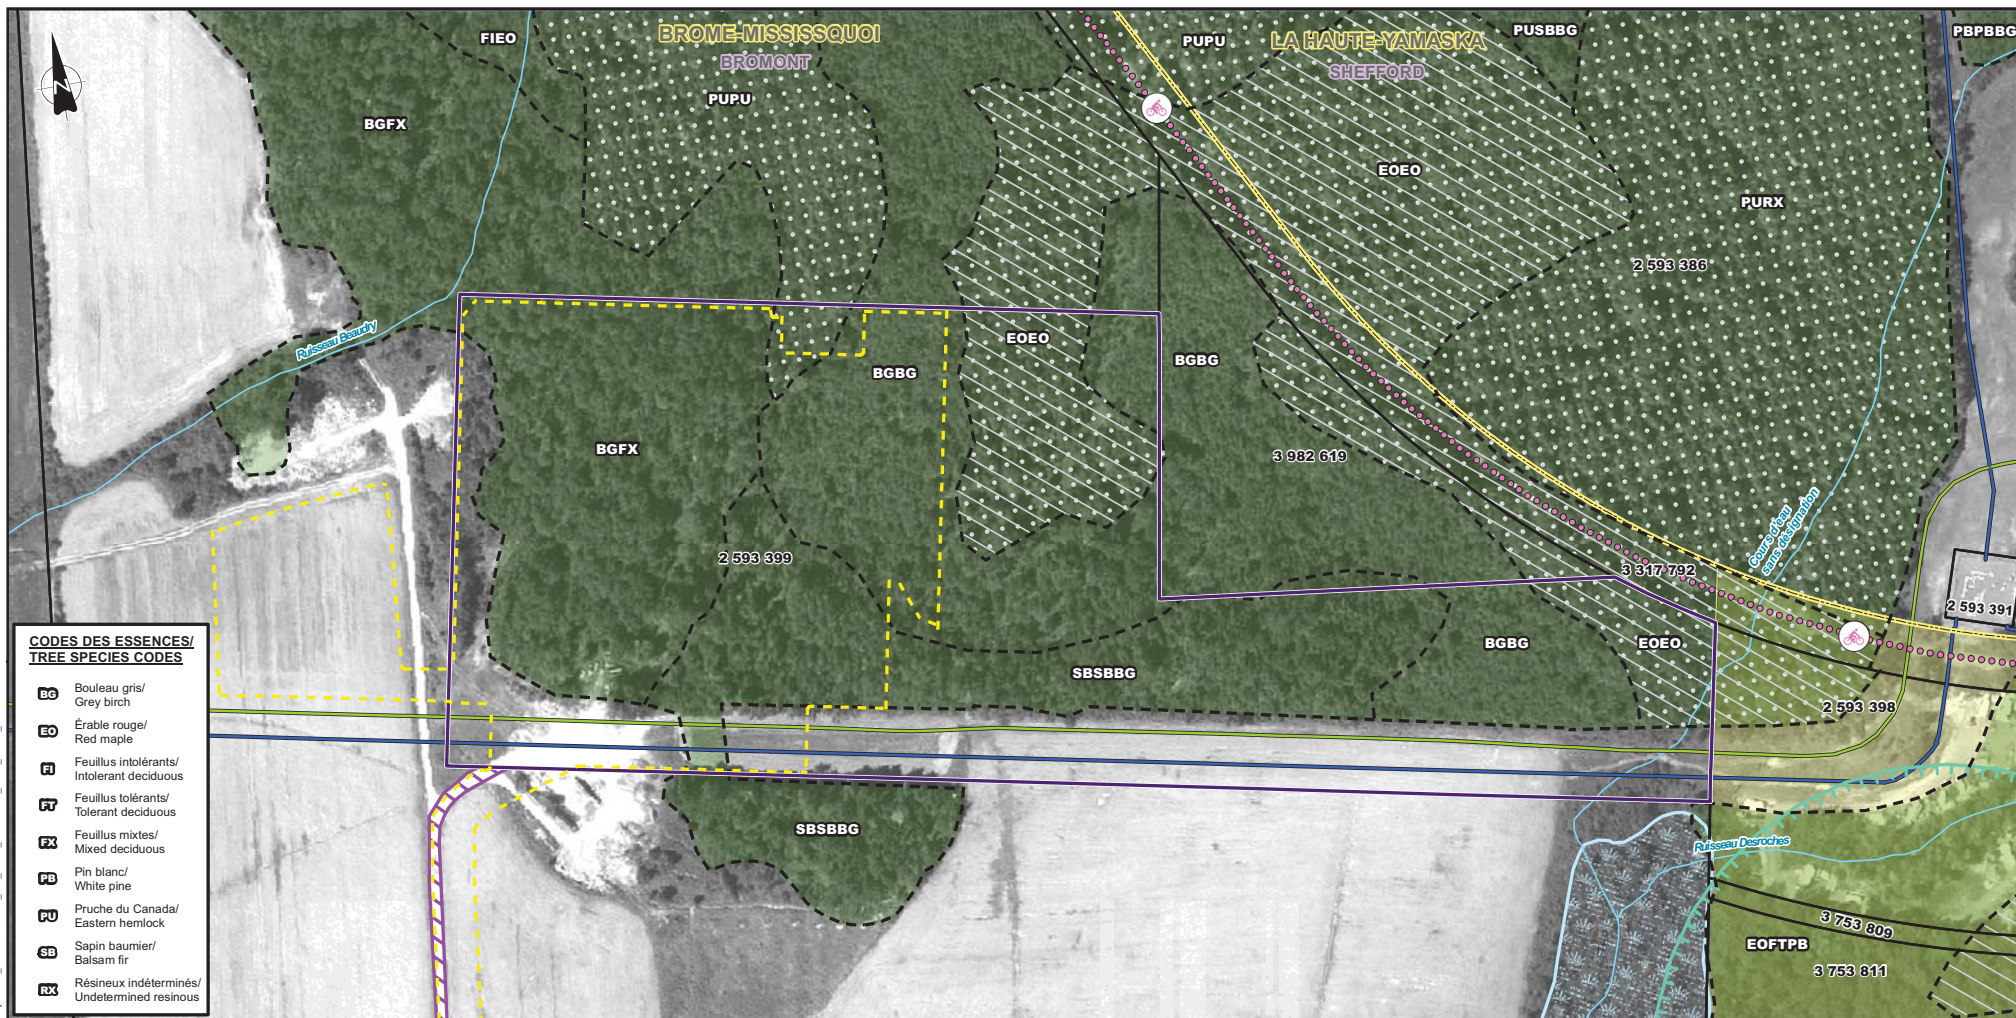 BROME-MISSISSQUOI
BROMONT
LA HAUTE-YAMASKA
SHEFFORD
FIEO
PUPU
PUPU
PUSBBG
PBPBBG
N
BGFX
EOEO
PURX
2 593 386
Ruisseau Beaudry
EOEO
BGBG
BGBG
BGFX
3 982 619
2 593 399
Cours d'eau
sans désignation
3 317 792
2 593 391
BGBG
EOEO
SBSBBG
2 593 398
SBSBBG
Ruisseau Desroches
3 753 809
EOFTPB
3 753 811
CODES DES ESSENCES/
TREE SPECIES CODES
BG Bouleau gris/
Grey birch
EO Érable rouge/
Red maple
FI Feuillus intolérants/
Intolerant deciduous
FT Feuillus tolérants/
Tolerant deciduous
FX Feuillus mixtes/
Mixed deciduous
PB Pin blanc/
White pine
PU Pruche du Canada/
Eastern hemlock
SB Sapin baumier/
Balsam fir
RX Résineux indéterminés/
Undetermined resinous